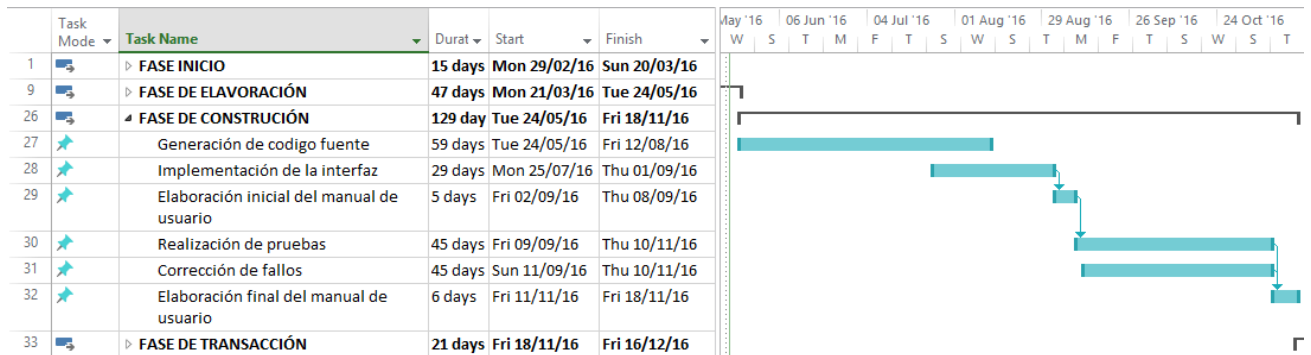 Task Mode Task Name Durat Start Finish
May '16 06 Jun '16 04 Jul '16 01 Aug '16 29 Aug '16 26 Sep '16 24 Oct '16
W S T M F T S W S T M F T S W S T
1 FASE INICIO 15 days Mon 29/02/16 Sun 20/03/16
9 FASE DE ELAVORACIÓN 47 days Mon 21/03/16 Tue 24/05/16
26 FASE DE CONSTRUCIÓN 129 day Tue 24/05/16 Fri 18/11/16
27 Generación de codigo fuente 59 days Tue 24/05/16 Fri 12/08/16
28 Implementación de la interfaz 29 days Mon 25/07/16 Thu 01/09/16
29 Elaboración inicial del manual de 5 days Fri 02/09/16 Thu 08/09/16
usuario
30 Realización de pruebas 45 days Fri 09/09/16 Thu 10/11/16
31 Corrección de fallos 45 days Sun 11/09/16 Thu 10/11/16
32 Elaboración final del manual de 6 days Fri 11/11/16 Fri 18/11/16
usuario
33 FASE DE TRANSACCIÓN 21 days Fri 18/11/16 Fri 16/12/16